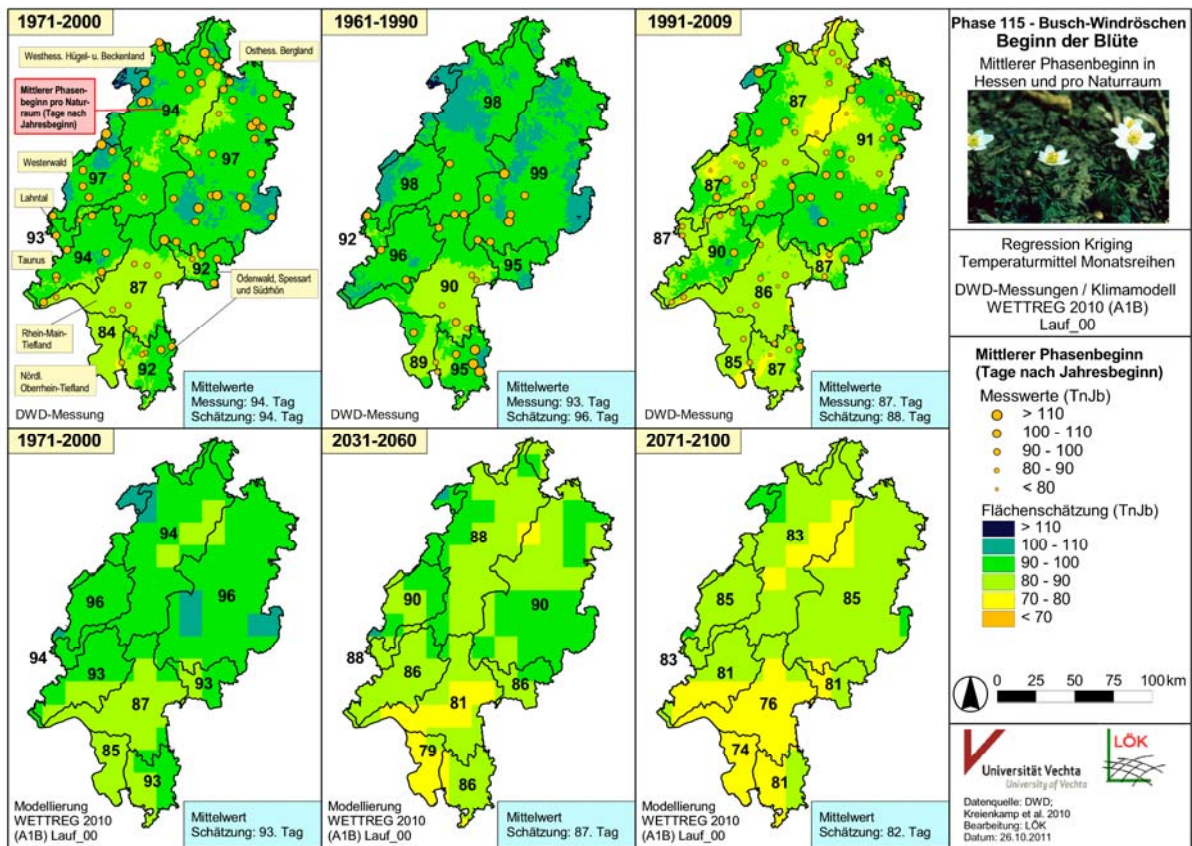 1971-2000
Westhess. Hügel- u. Beckenland
Osthess. Bergland
Mittlerer Phasen-
beginn pro Natur-
raum (Tage nach
Jahresbeginn)
94
97
Westerwald
97
Lahntal
93
94
Taunus
92
87
Odenwald, Spessart
und Südrhön
Rhein-Main-
Tiefland
84
92
Nördl.
Oberrhein-Tiefland
DWD-Messung
Mittelwerte
Messung: 94. Tag
Schätzung: 94. Tag
1961-1990
98
99
98
92
96
95
90
89
95
DWD-Messung
Mittelwerte
Messung: 93. Tag
Schätzung: 96. Tag
1991-2009
87
91
87
87
90
87
86
85
87
Mittelwerte
Messung: 87. Tag
Schätzung: 88. Tag
1971-2000
94
96
96
94
93
93
87
85
93
Modellierung
WETTREG 2010
(A1B) Lauf_00
Mittelwert
Schätzung: 93. Tag
2031-2060
88
90
90
88
86
86
81
79
86
Modellierung
WETTREG 2010
(A1B) Lauf_00
Mittelwert
Schätzung: 87. Tag
2071-2100
83
85
85
83
81
81
76
74
81
Modellierung
WETTREG 2010
(A1B) Lauf_00
Mittelwert
Schätzung: 82. Tag
Phase 115 - Busch-Windröschen
Beginn der Blüte
Mittlerer Phasenbeginn in
Hessen und pro Naturraum
Regression Kriging
Temperaturmittel Monatsreihen
DWD-Messungen / Klimamodell
WETTREG 2010 (A1B)
Lauf_00
Mittlerer Phasenbeginn
(Tage nach Jahresbeginn)
Messwerte (TnJb)
> 110
100 - 110
90 - 100
80 - 90
< 80
Flächenschätzung (TnJb)
> 110
100 - 110
90 - 100
80 - 90
70 - 80
< 70
0 25 50 75 100 km
Universität Vechta
University of Vechta
LÖK
Datenquelle: DWD;
Kreienkamp et al. 2010
Bearbeitung: LÖK
Datum: 26.10.2011